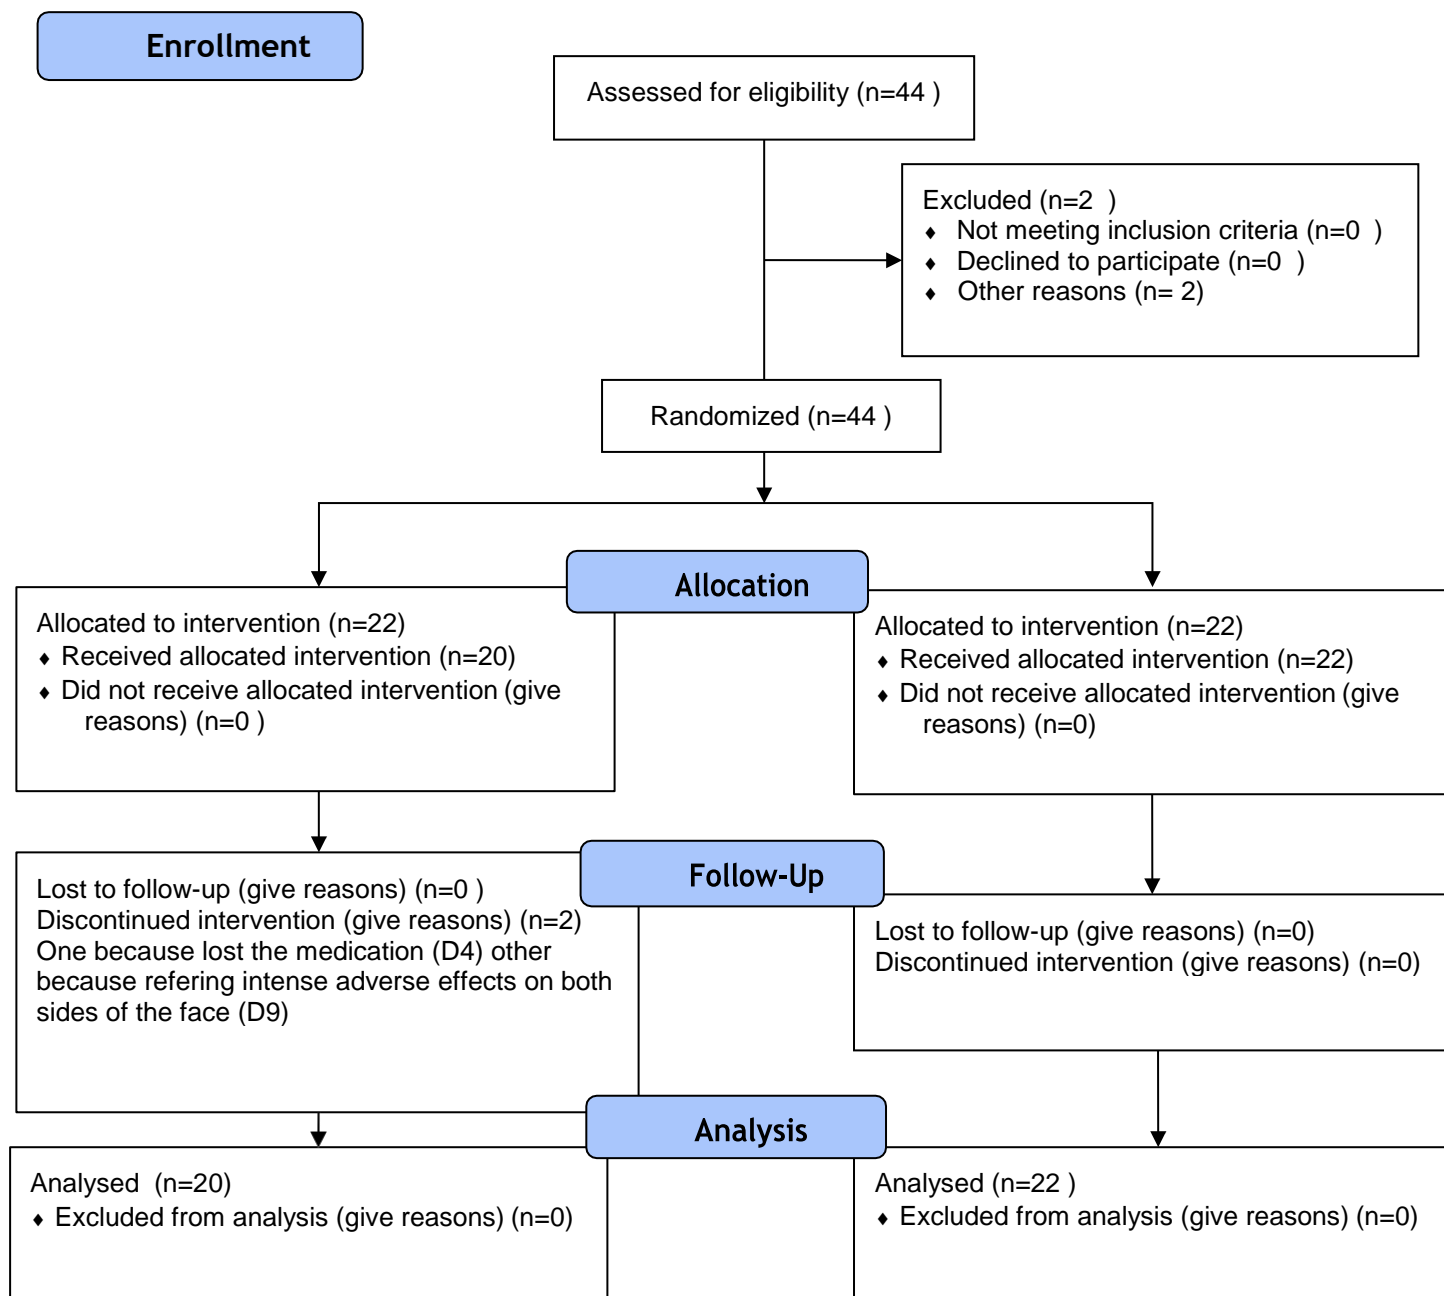 Enrollment
Assessed for eligibility (n=44 )
Excluded (n=2  )
♦ Not meeting inclusion criteria (n=0  )
♦ Declined to participate (n=0  )
♦ Other reasons (n= 2)
Randomized (n=44 )
Allocation
Allocated to intervention (n=22)
♦ Received allocated intervention (n=20)
♦ Did not receive allocated intervention (give
reasons) (n=0 )
Allocated to intervention (n=22)
♦ Received allocated intervention (n=22)
♦ Did not receive allocated intervention (give
reasons) (n=0)
Follow-Up
Lost to follow-up (give reasons) (n=0 )
Discontinued intervention (give reasons) (n=2)
One because lost the medication (D4) other
because refering intense adverse effects on both
sides of the face (D9)
Lost to follow-up (give reasons) (n=0)
Discontinued intervention (give reasons) (n=0)
Analysis
Analysed  (n=20)
♦ Excluded from analysis (give reasons) (n=0)
Analysed (n=22 )
♦ Excluded from analysis (give reasons) (n=0)